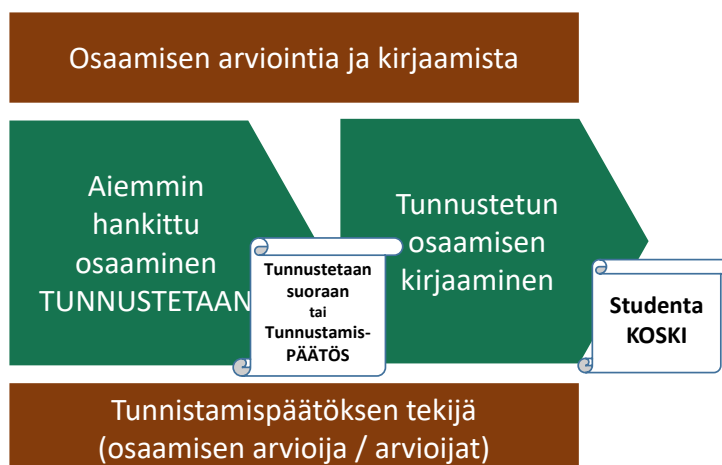 Osaamisen arviointia ja kirjaamista
Aiemmin
hankittu
osaaminen
TUNNUSTETAAN
Tunnustetaan
suoraan
tai
Tunnustamis-
PÄÄTÖS
Tunnustetun
osaamisen
kirjaaminen
Studenta
KOSKI
Tunnistamispäätöksen tekijä
(osaamisen arvioija / arvioijat)